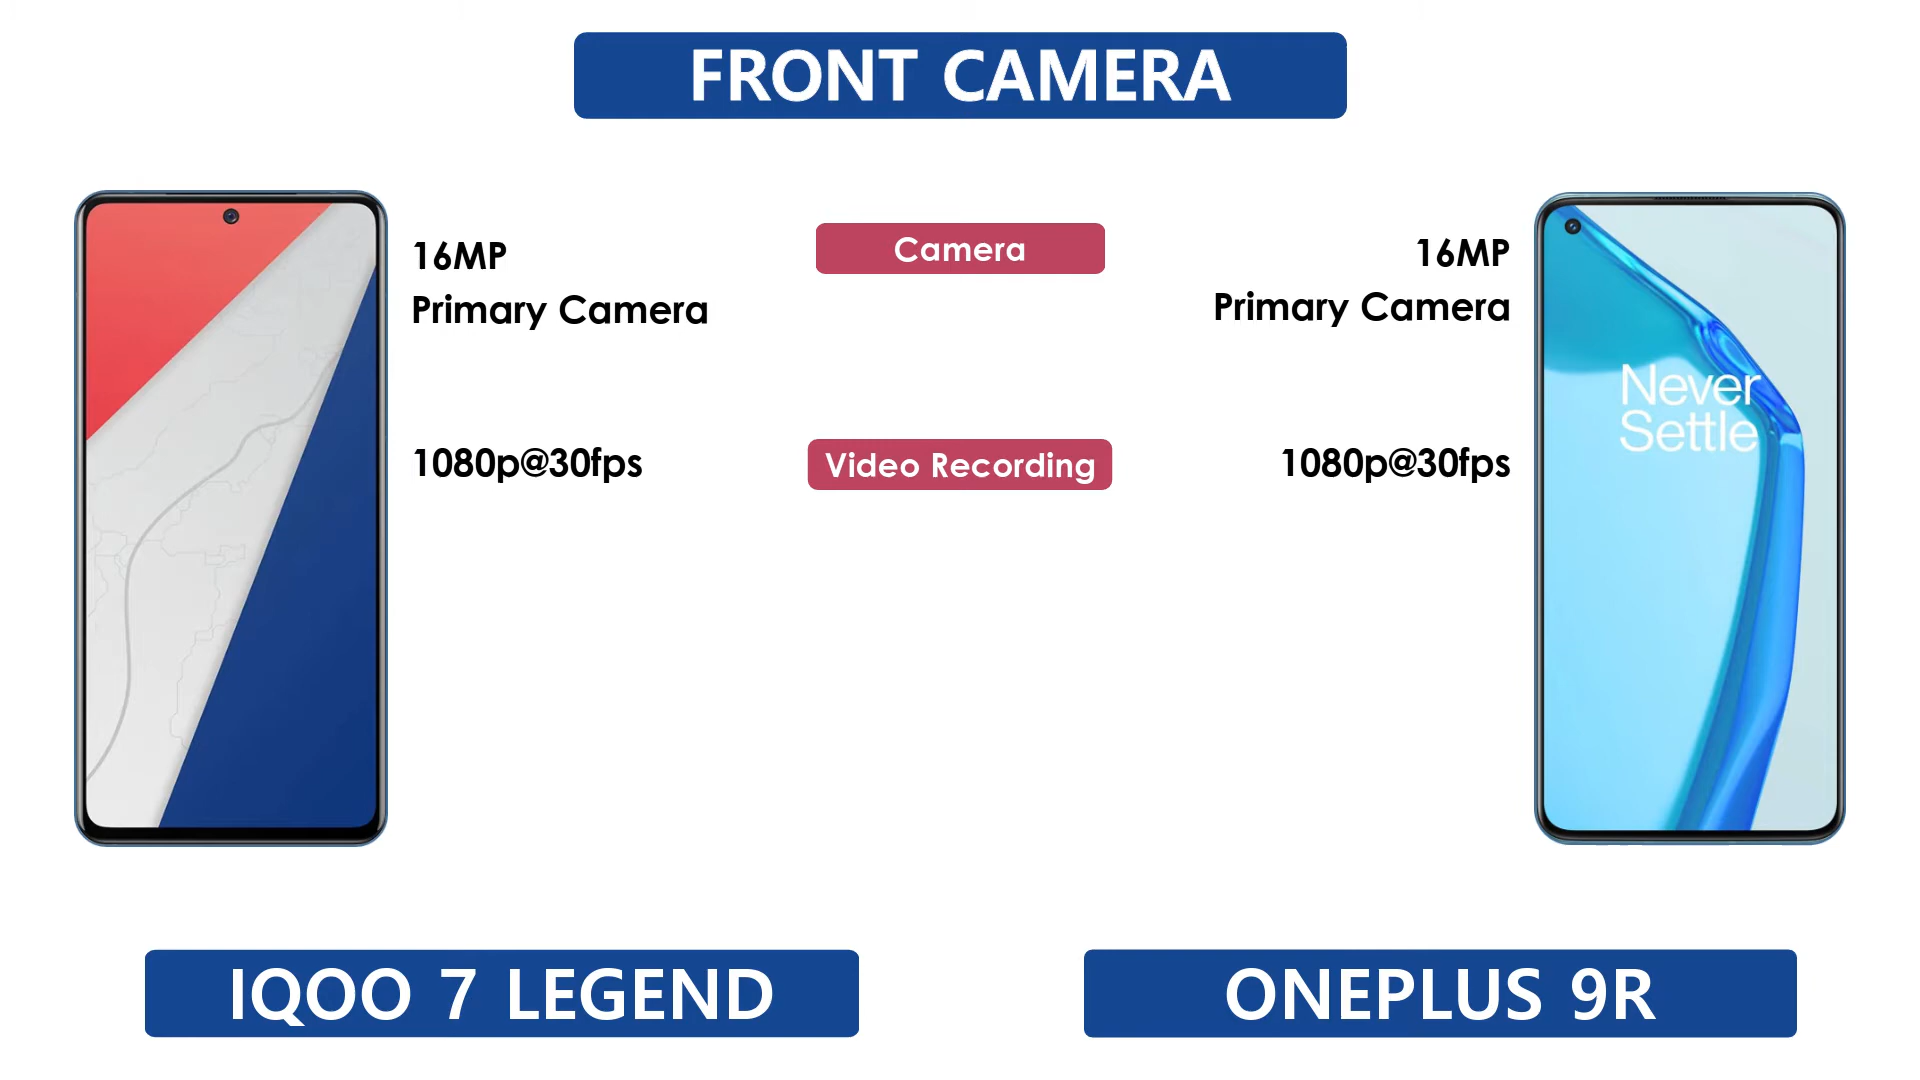 FRONT CAMERA
16MP
Primary Camera
Camera
16MP
Primary Camera
Never
Settle
1080p@30fps
Video Recording
1080p@30fps
IQOO 7 LEGEND
ONEPLUS 9R